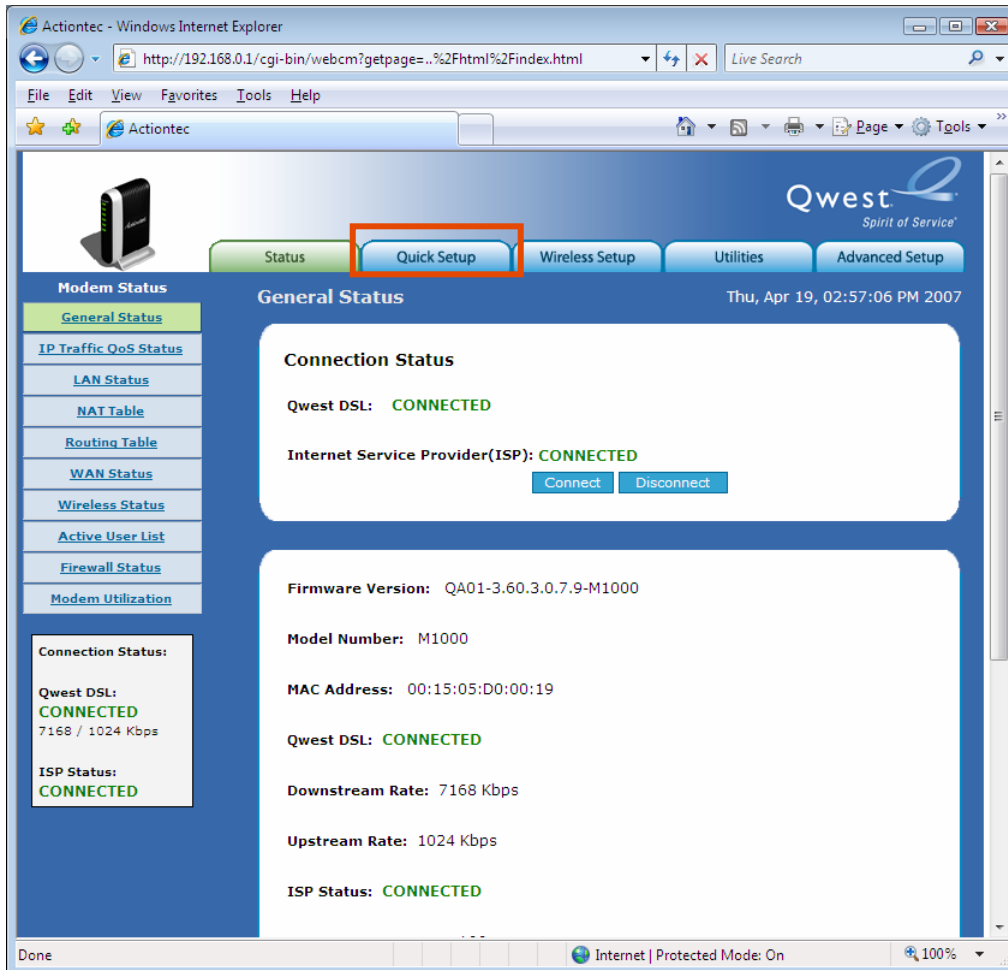 Actiontec - Windows Internet Explorer
http://192.168.0.1/cgi-bin/webcm?getpage=..%2Fhtml%2Findex.html
Live Search
File Edit View Favorites Tools Help
Actiontec
Page Tools
Qwest
Spirit of Service
Status Quick Setup Wireless Setup Utilities Advanced Setup
Modem Status
General Status
IP Traffic QoS Status
LAN Status
NAT Table
Routing Table
WAN Status
Wireless Status
Active User List
Firewall Status
Modem Utilization
Connection Status:
Qwest DSL:
CONNECTED
7168 / 1024 Kbps
ISP Status:
CONNECTED
General Status
Thu, Apr 19, 02:57:06 PM 2007
Connection Status
Qwest DSL: CONNECTED
Internet Service Provider(ISP): CONNECTED
Connect Disconnect
Firmware Version: QA01-3.60.3.0.7.9-M1000
Model Number: M1000
MAC Address: 00:15:05:D0:00:19
Qwest DSL: CONNECTED
Downstream Rate: 7168 Kbps
Upstream Rate: 1024 Kbps
ISP Status: CONNECTED
Done
Internet | Protected Mode: On
100%